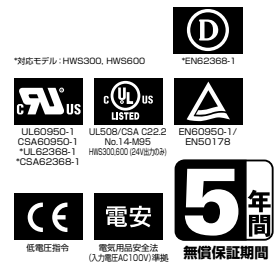 D
*対応モデル:HWS300, HWS600
*EN62368-1
c RU US
c UL US LISTED
UL60950-1
CSA60950-1
*UL62368-1
*CSA62368-1
UL508/CSA C22.2
No.14-M95
HWS300,600 (24V出力のみ)
EN60950-1/
EN50178
CE
電安
5年間
低電圧指令
電気用品安全法
(入力電圧AC100V)準拠
無償保証期間